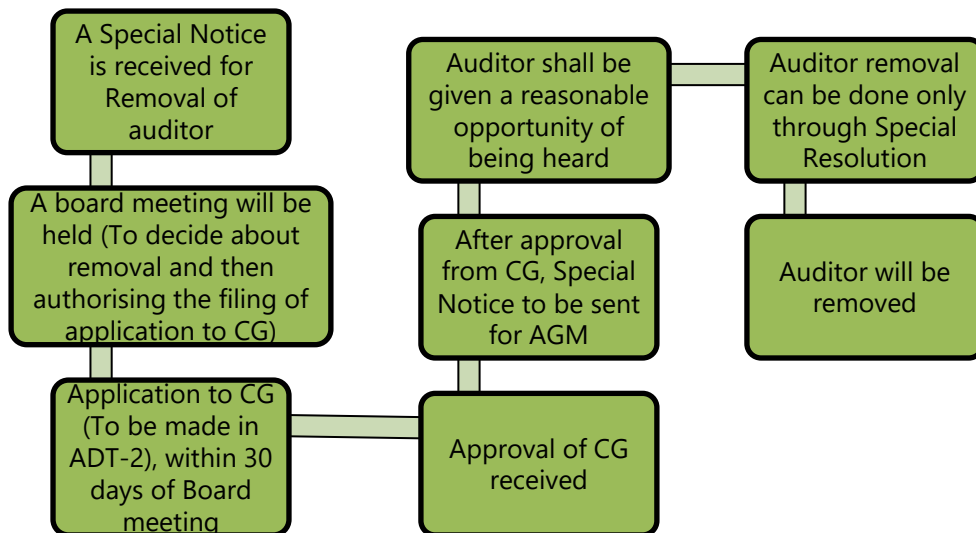 A Special Notice
is received for
Removal of
auditor
A board meeting will be
held (To decide about
removal and then
authorising the filing of
application to CG)
Application to CG
(To be made in
ADT-2), within 30
days of Board
meeting
Approval of CG
received
After approval
from CG, Special
Notice to be sent
for AGM
Auditor shall be
given a reasonable
opportunity of
being heard
Auditor removal
can be done only
through Special
Resolution
Auditor will be
removed